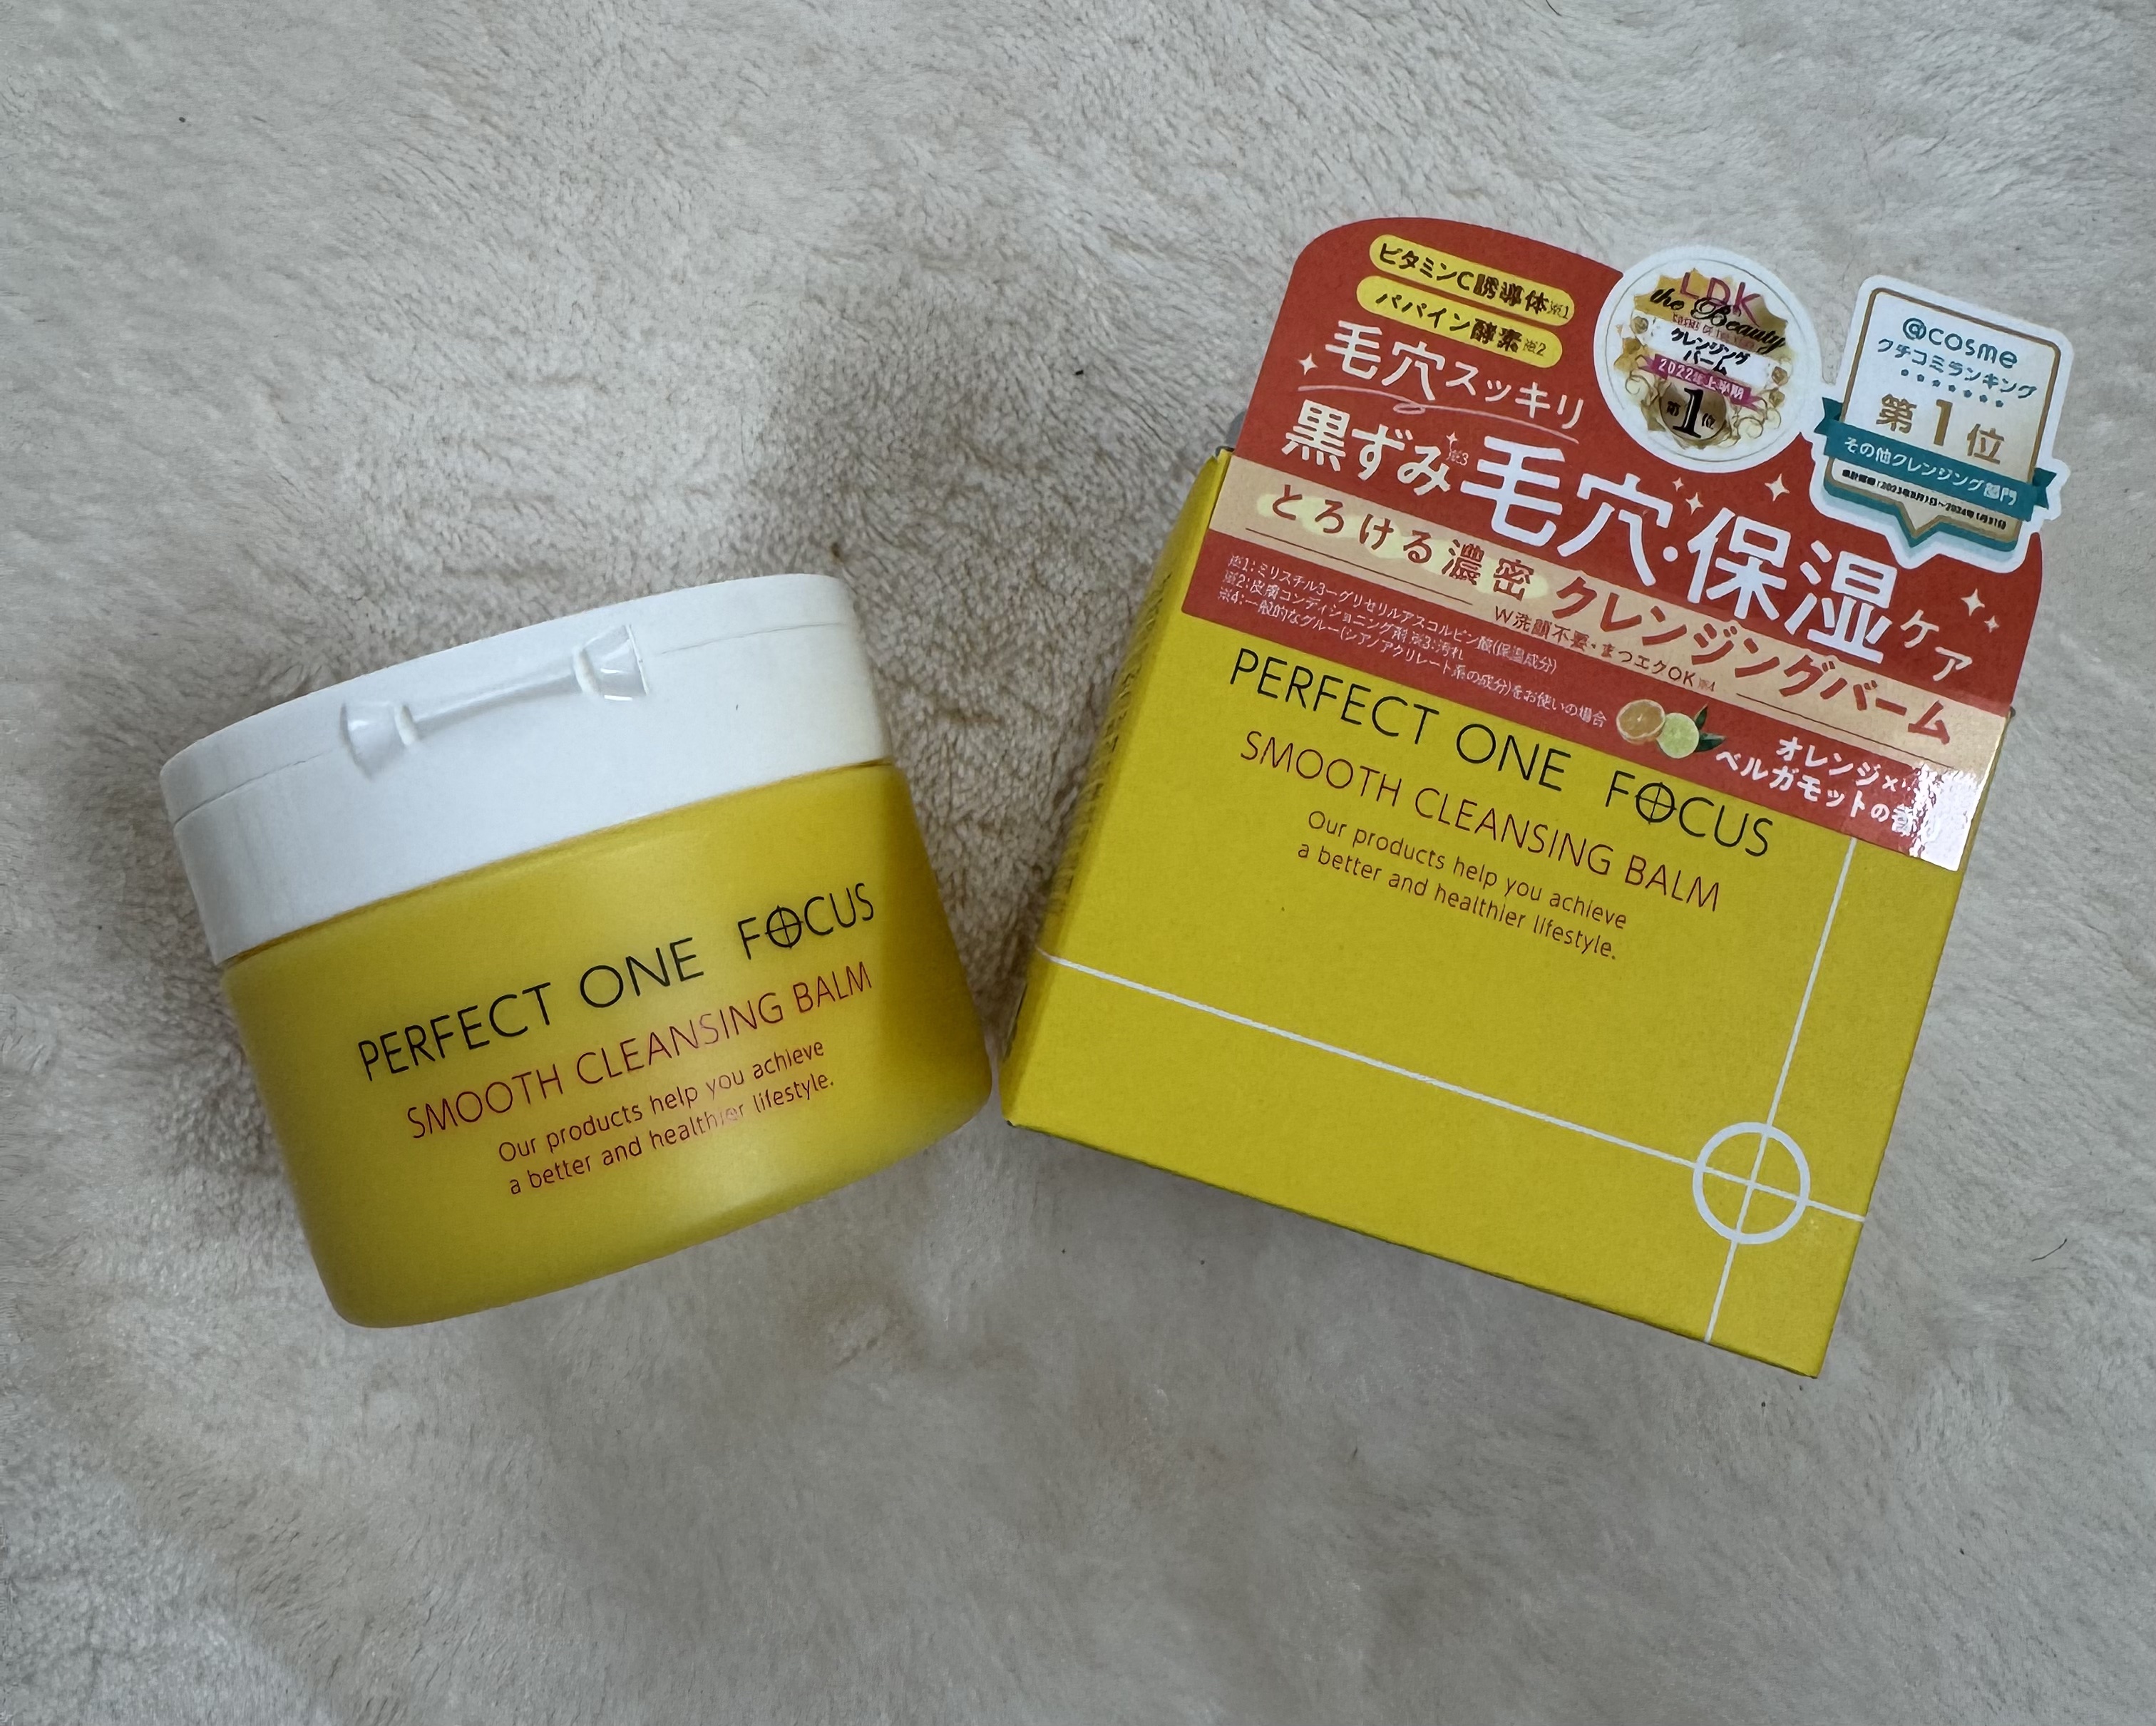 PERFECT ONE FOCUS
SMOOTH CLEANSING BALM
Our products help you achieve
a better and healthier lifestyle.
ビタミンC誘導体※1
パパイン酵素※2
毛穴スッキリ
黒ずみ※3毛穴・保湿ケア
とろける濃密クレンジングバーム
W洗顔不要・まつエクOK※4
※1:ミリスチル3-グリセリルアスコルビン酸(保湿成分)
※2:皮膚コンディショニング剤 ※3:汚れ
※4:一般的なグルー(シアノアクリレート系の成分)をお使いの場合
オレンジ×
ベルガモットの香り
LDK
the Beauty
クレンジング
バーム
2022年上半期
第1位
@cosme
クチコミランキング
第1位
その他クレンジング部門
PERFECT ONE FOCUS
SMOOTH CLEANSING BALM
Our products help you achieve
a better and healthier lifestyle.